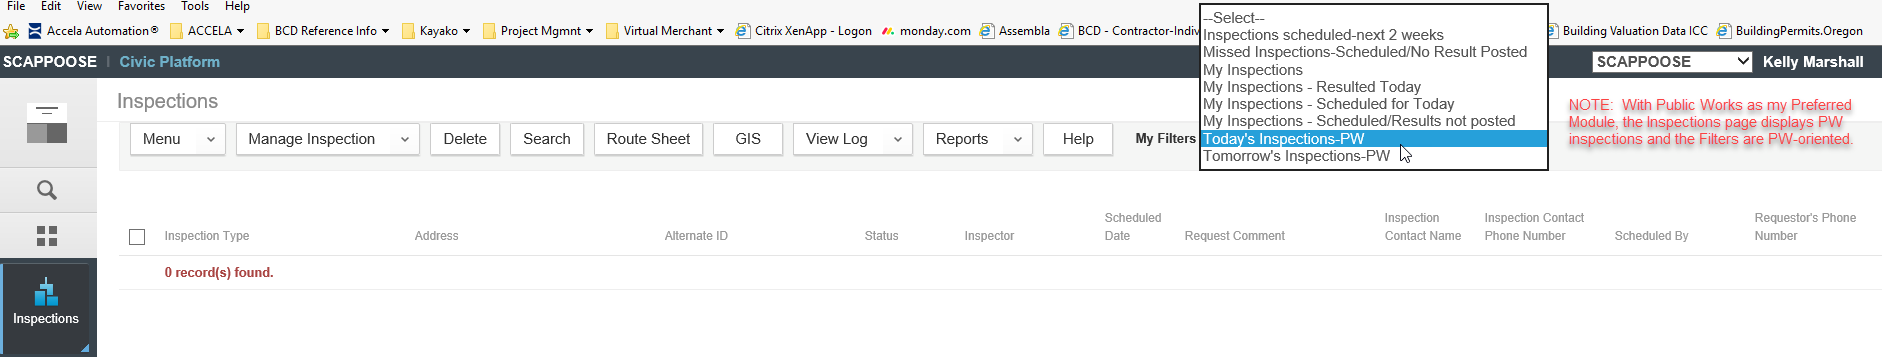 File Edit View Favorites Tools Help
Accela Automation® ACCELA BCD Reference Info Kayako Project Mgmnt Virtual Merchant Citrix XenApp - Logon monday.com Assembla BCD - Contractor-Indiv Building Valuation Data ICC BuildingPermits.Oregon
SCAPPOOSE Civic Platform SCAPPOOSE Kelly Marshall
--Select--
Inspections scheduled-next 2 weeks
Missed Inspections-Scheduled/No Result Posted
My Inspections
My Inspections - Resulted Today
My Inspections - Scheduled for Today
My Inspections - Scheduled/Results not posted
Today's Inspections-PW
Tomorrow's Inspections-PW
NOTE: With Public Works as my Preferred
Module, the Inspections page displays PW
inspections and the Filters are PW-oriented.
Inspections
Menu Manage Inspection Delete Search Route Sheet GIS View Log Reports Help My Filters
Inspection Type Address Alternate ID Status Inspector
Scheduled
Date
Request Comment
Inspection
Contact Name
Inspection Contact
Phone Number
Scheduled By
Requestor's Phone
Number
0 record(s) found.
Inspections